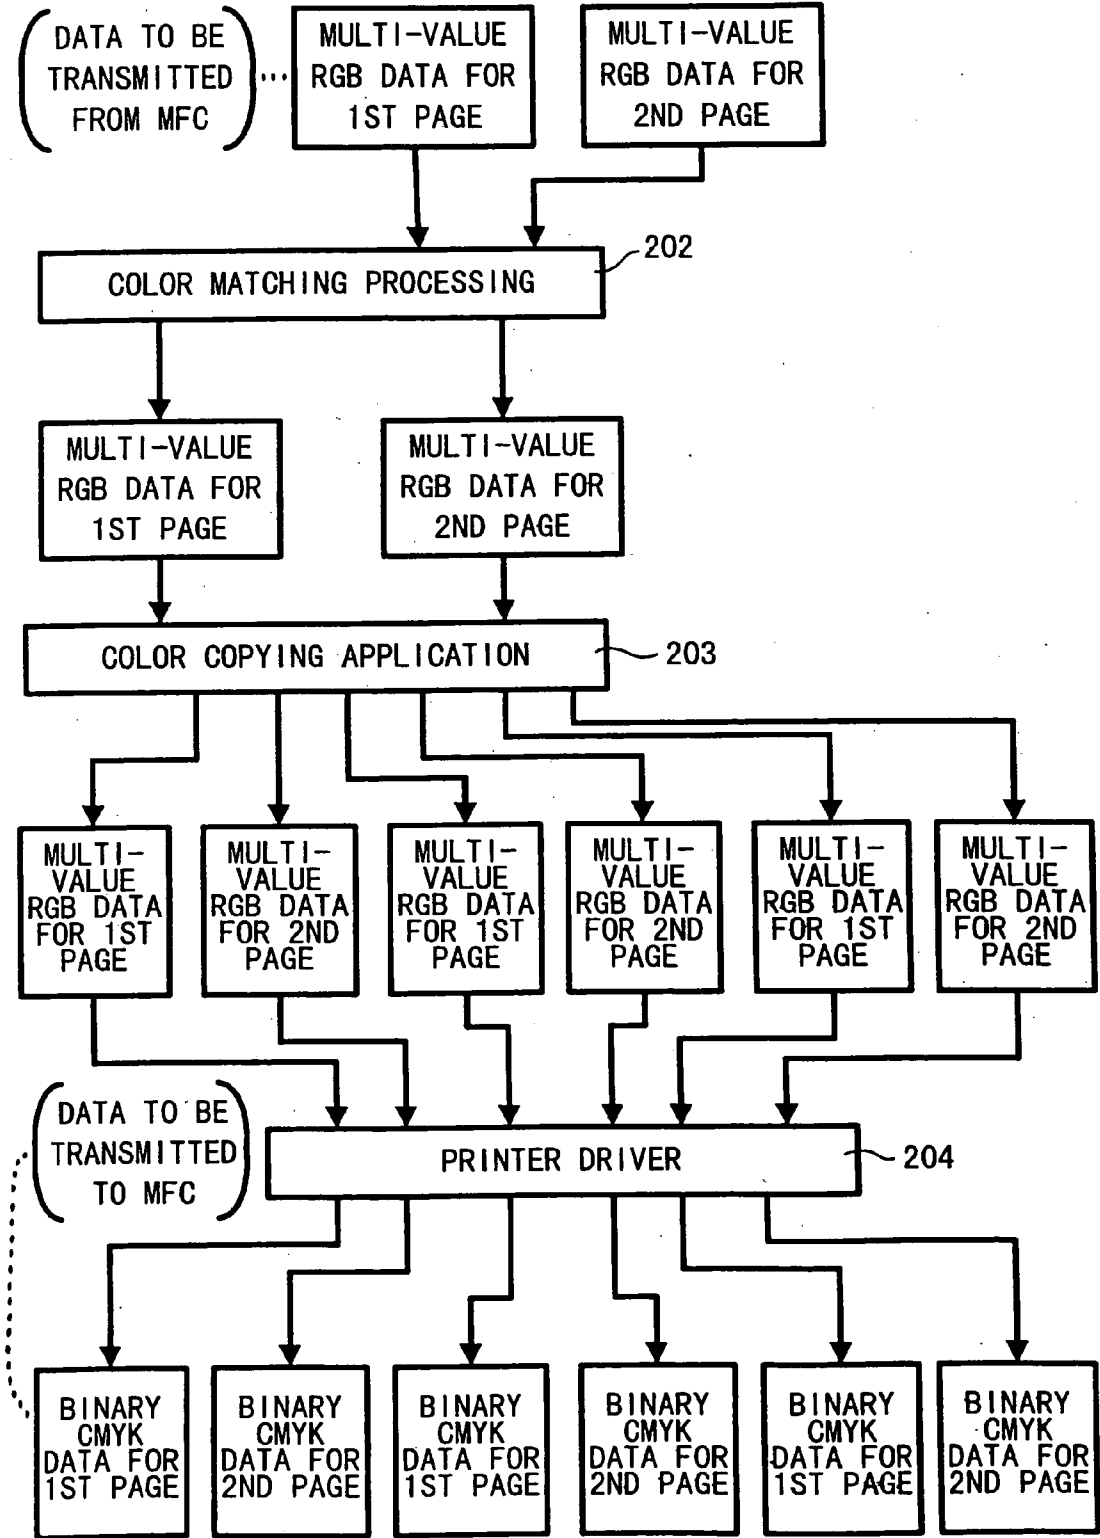 DATA TO BE
TRANSMITTED
FROM MFC
MULTI-VALUE
RGB DATA FOR
1ST PAGE
MULTI-VALUE
RGB DATA FOR
2ND PAGE
COLOR MATCHING PROCESSING
202
MULTI-VALUE
RGB DATA FOR
1ST PAGE
MULTI-VALUE
RGB DATA FOR
2ND PAGE
COLOR COPYING APPLICATION
203
MULTI-
VALUE
RGB DATA
FOR 1ST
PAGE
MULTI-
VALUE
RGB DATA
FOR 2ND
PAGE
MULTI-
VALUE
RGB DATA
FOR 1ST
PAGE
MULTI-
VALUE
RGB DATA
FOR 2ND
PAGE
MULTI-
VALUE
RGB DATA
FOR 1ST
PAGE
MULTI-
VALUE
RGB DATA
FOR 2ND
PAGE
DATA TO BE
TRANSMITTED
TO MFC
PRINTER DRIVER
204
BINARY
CMYK
DATA FOR
1ST PAGE
BINARY
CMYK
DATA FOR
2ND PAGE
BINARY
CMYK
DATA FOR
1ST PAGE
BINARY
CMYK
DATA FOR
2ND PAGE
BINARY
CMYK
DATA FOR
1ST PAGE
BINARY
CMYK
DATA FOR
2ND PAGE